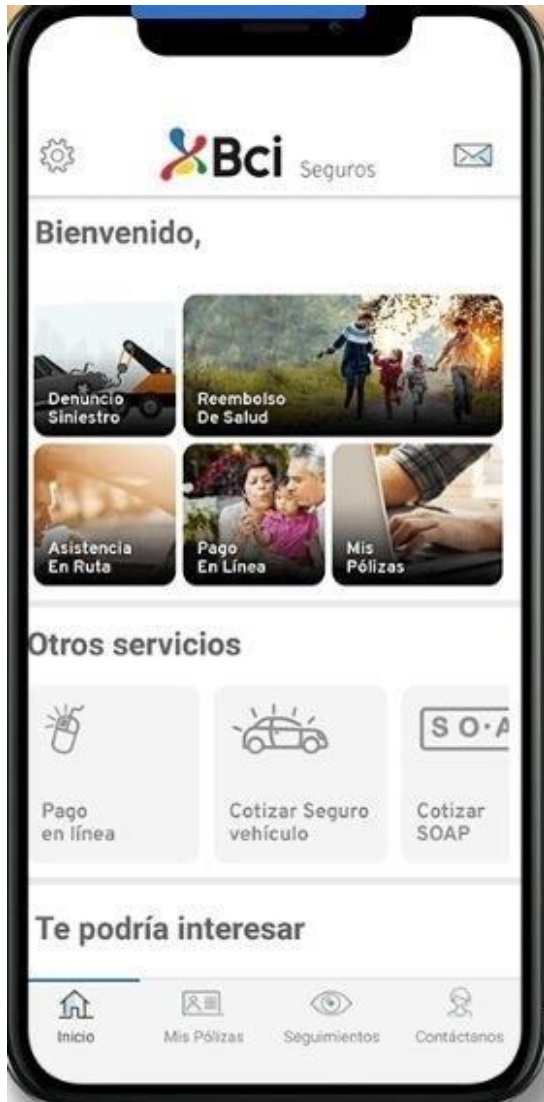 Bci Seguros
Bienvenido,
Denuncio
Siniestro
Reembolso
De Salud
Asistencia
En Ruta
Pago
En Línea
Mis
Pólizas
Otros servicios
S O · A
Pago
en línea
Cotizar Seguro
vehículo
Cotizar
SOAP
Te podría interesar
Inicio
Mis Pólizas
Seguimientos
Contáctanos